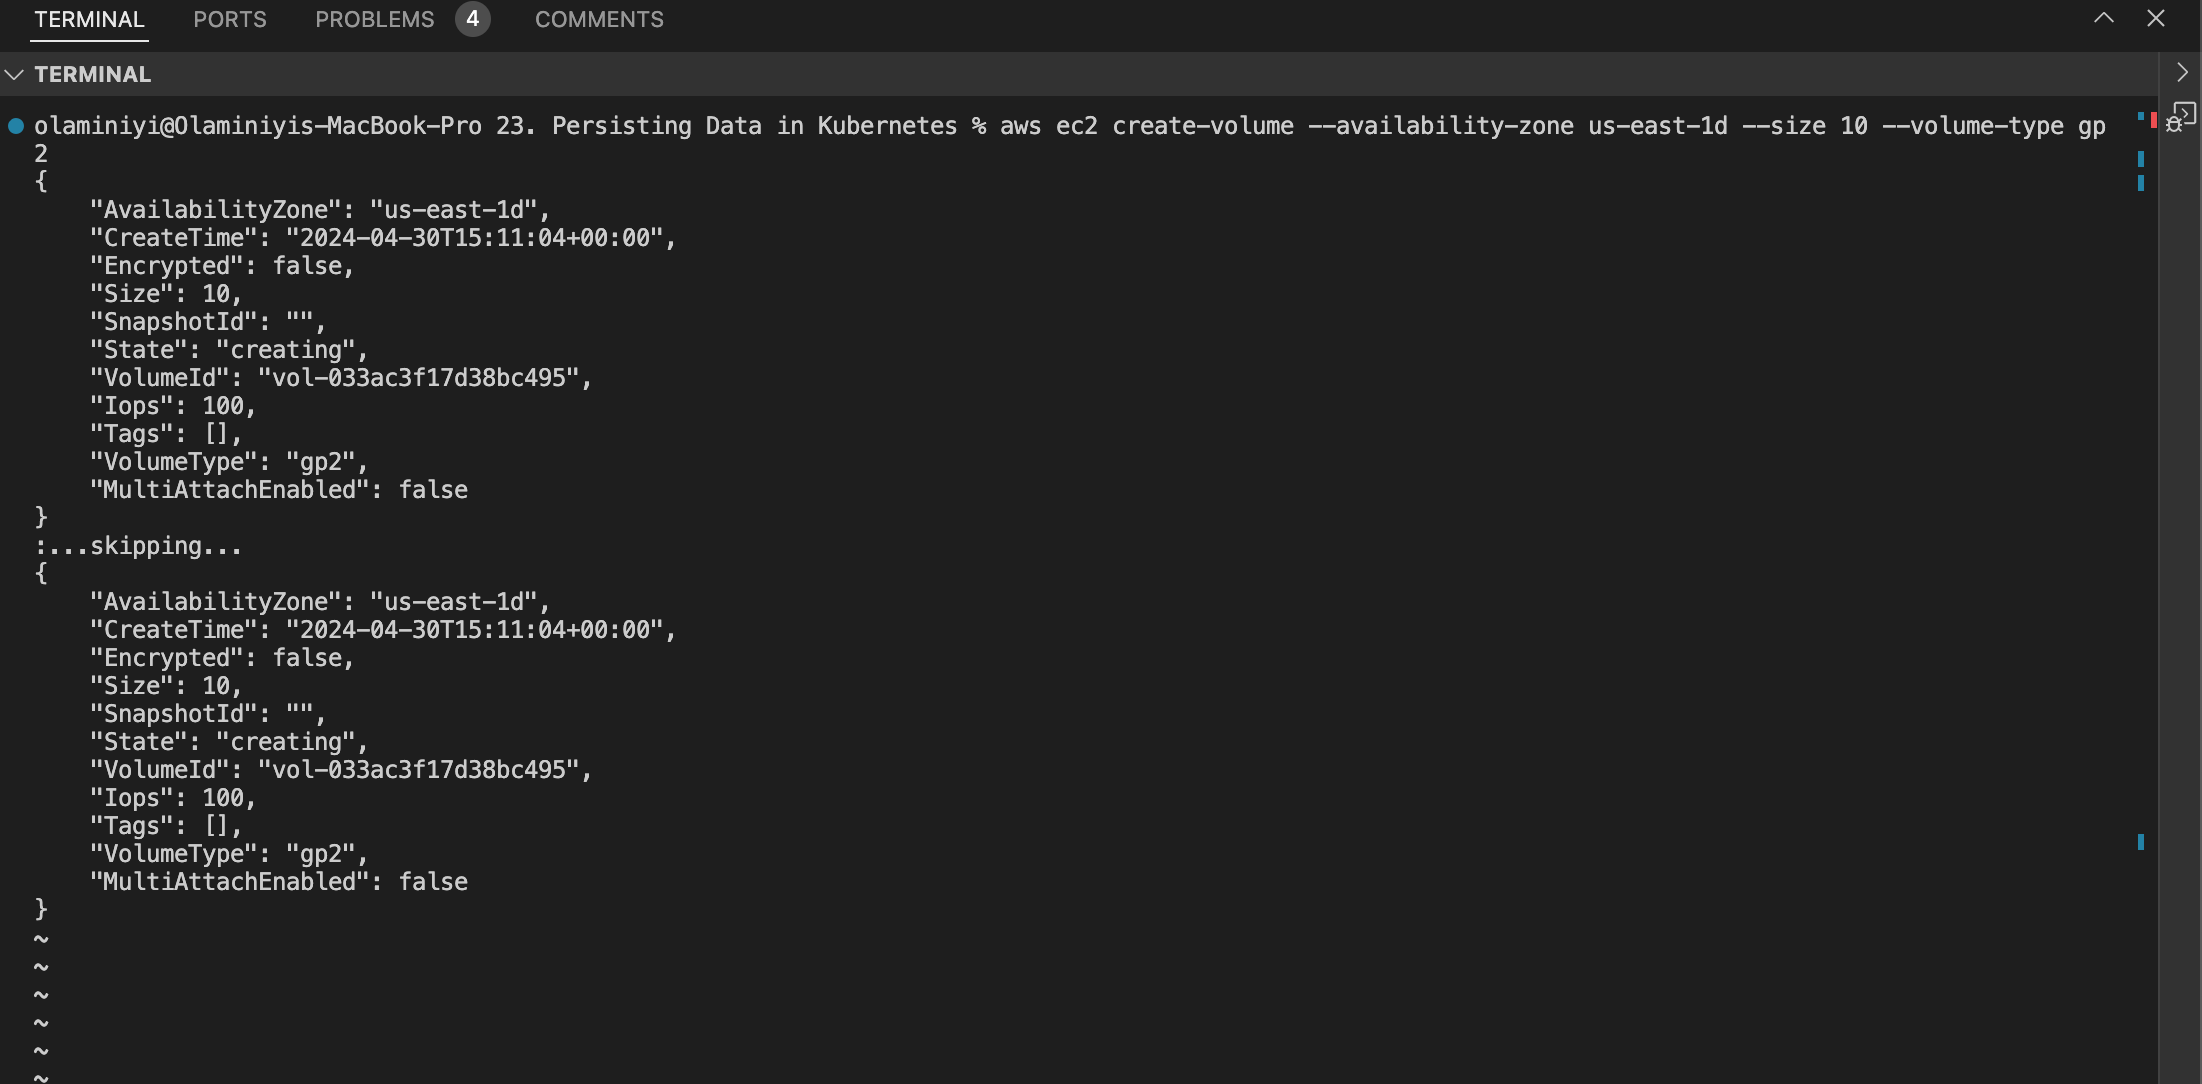 TERMINAL PORTS PROBLEMS 4 COMMENTS
TERMINAL
olaminiyi@Olaminiyis-MacBook-Pro 23. Persisting Data in Kubernetes % aws ec2 create-volume --availability-zone us-east-1d --size 10 --volume-type gp
2
{
    "AvailabilityZone": "us-east-1d",
    "CreateTime": "2024-04-30T15:11:04+00:00",
    "Encrypted": false,
    "Size": 10,
    "SnapshotId": "",
    "State": "creating",
    "VolumeId": "vol-033ac3f17d38bc495",
    "Iops": 100,
    "Tags": [],
    "VolumeType": "gp2",
    "MultiAttachEnabled": false
}
:...skipping...
{
    "AvailabilityZone": "us-east-1d",
    "CreateTime": "2024-04-30T15:11:04+00:00",
    "Encrypted": false,
    "Size": 10,
    "SnapshotId": "",
    "State": "creating",
    "VolumeId": "vol-033ac3f17d38bc495",
    "Iops": 100,
    "Tags": [],
    "VolumeType": "gp2",
    "MultiAttachEnabled": false
}
~
~
~
~
~
~